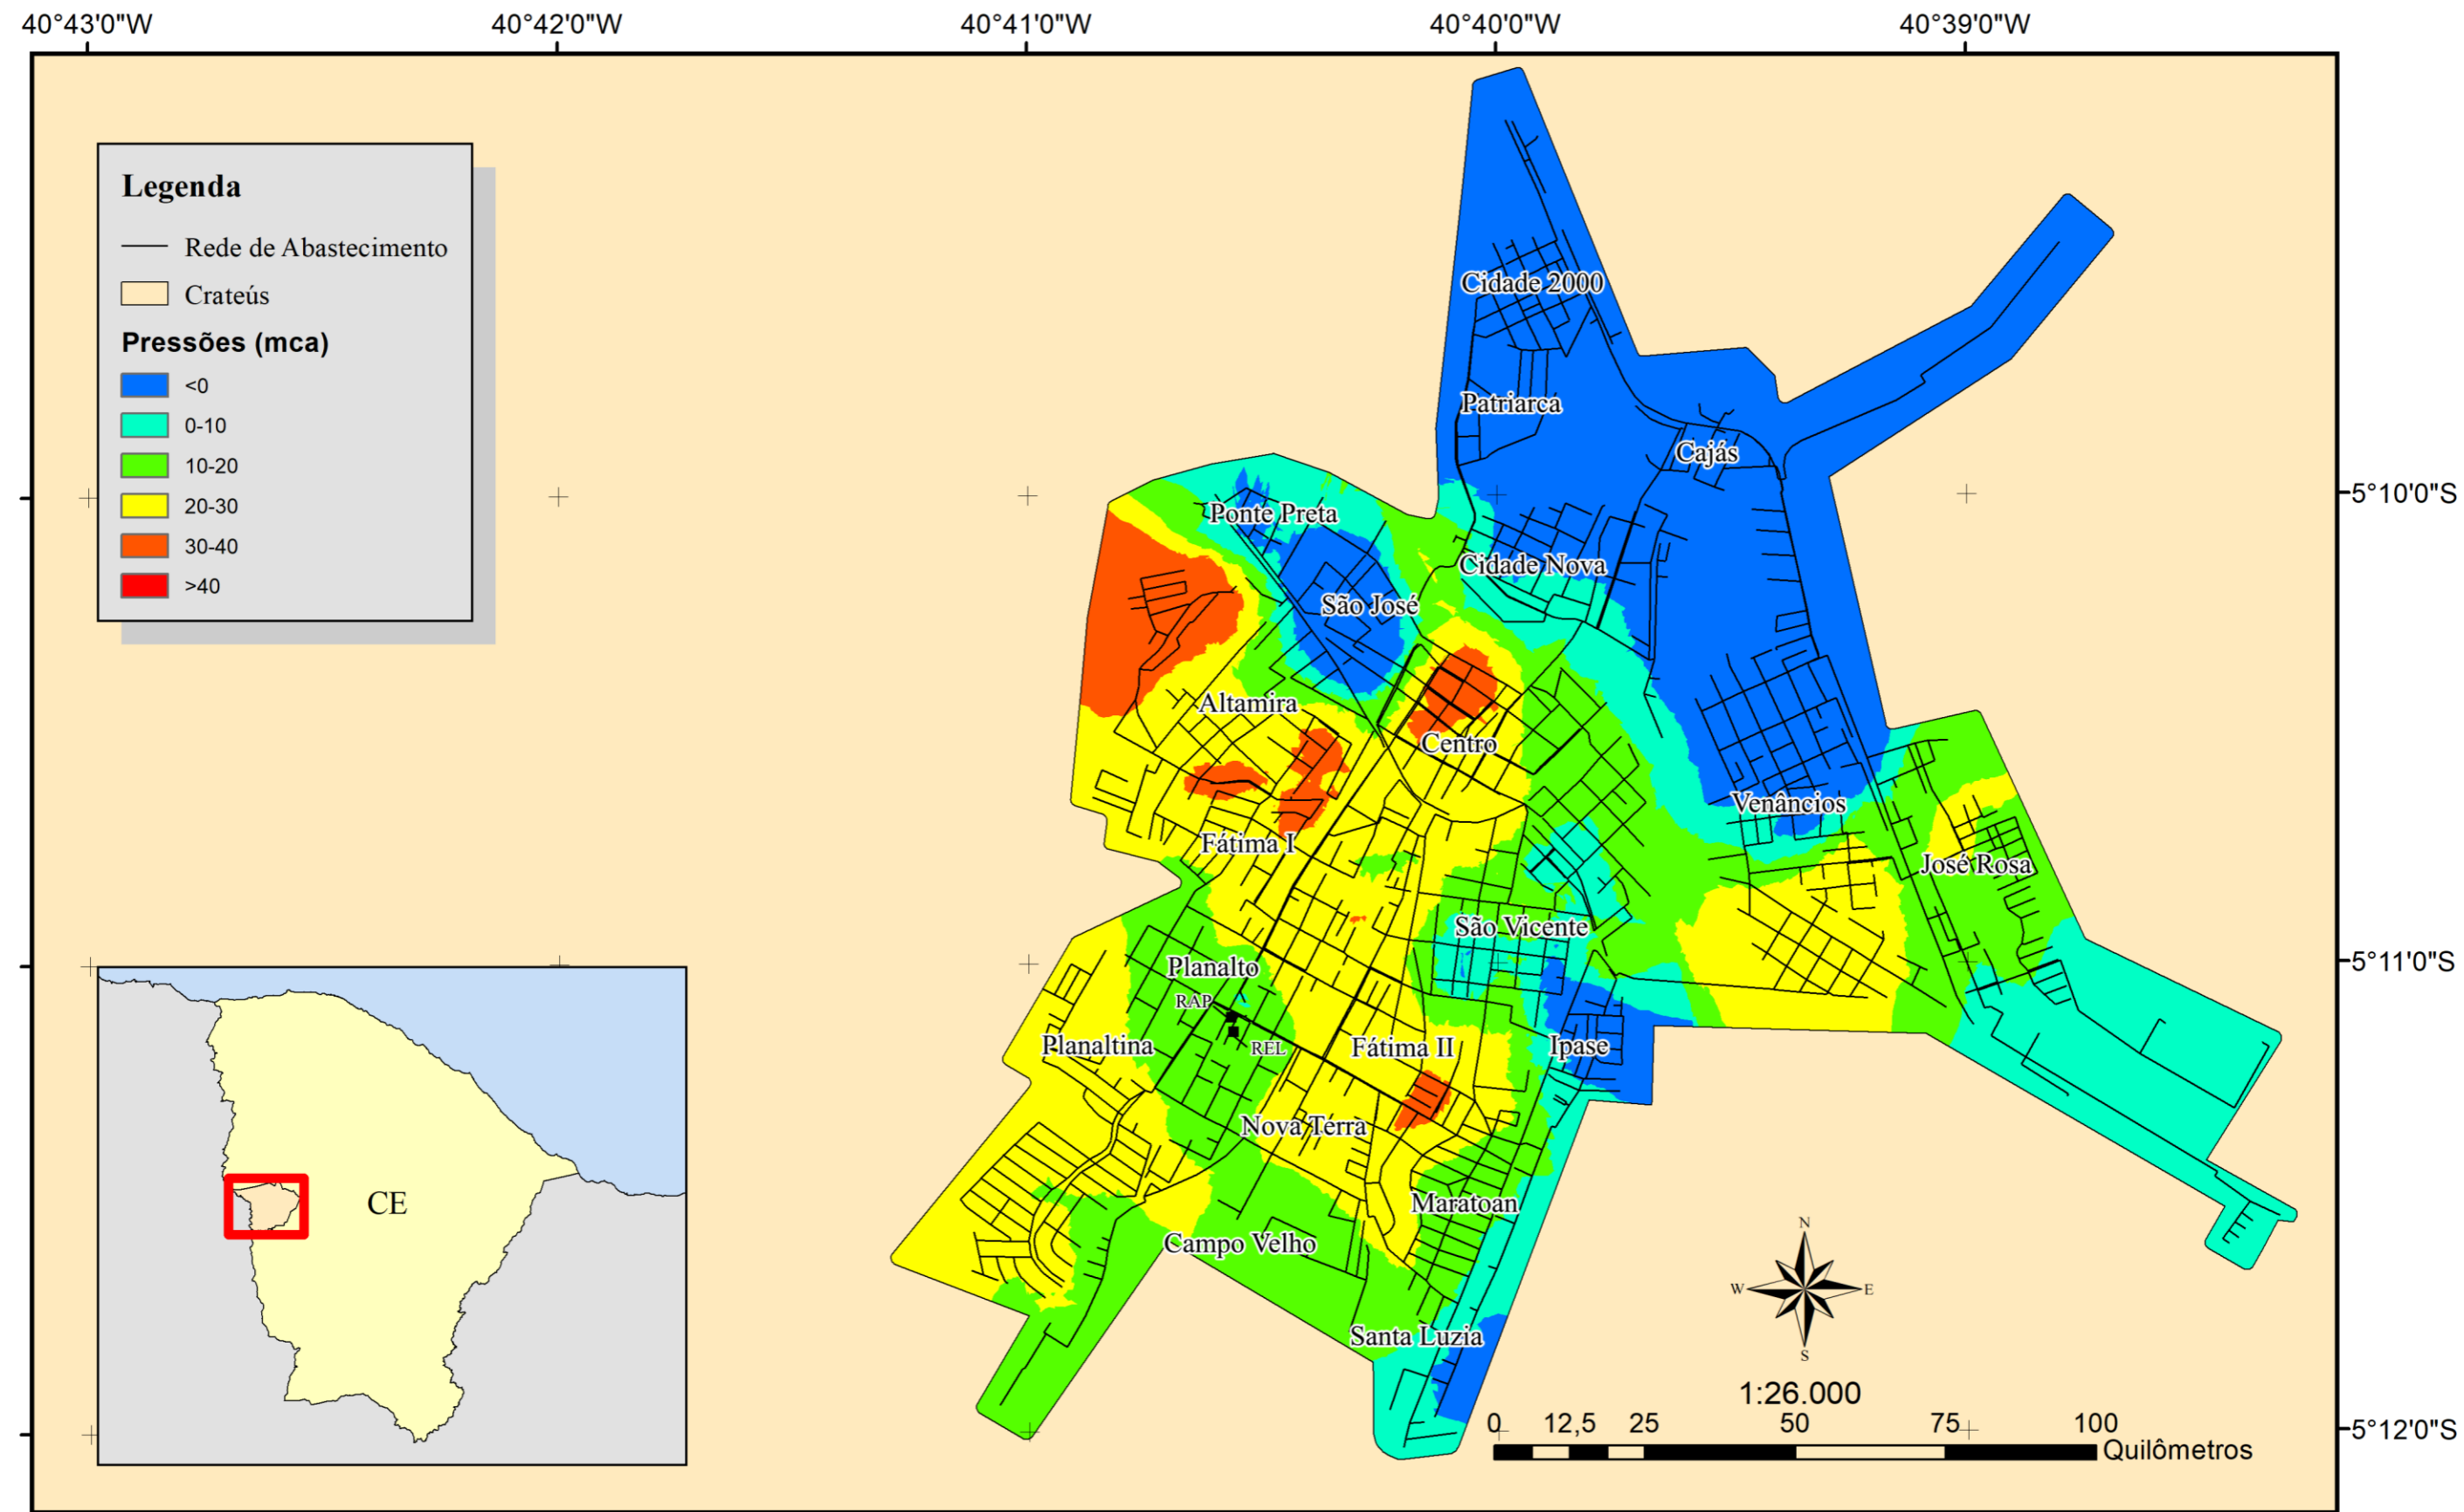 40°43'0"W
40°42'0"W
40°41'0"W
40°40'0"W
40°39'0"W
Legenda
Rede de Abastecimento
Crateús
Pressões (mca)
<0
0-10
10-20
20-30
30-40
>40
Cidade 2000
Patriarca
Cajás
5°10'0"S
Ponte Preta
Cidade Nova
São José
Altamira
Centro
Venâncios
Fátima I
José Rosa
São Vicente
5°11'0"S
Planalto
RAP
Planaltina
REL
Fátima II
Ipase
Nova Terra
Maratoan
CE
Campo Velho
Santa Luzia
N
W
E
S
1:26.000
0 12,5 25 50 75 100
Quilômetros
5°12'0"S